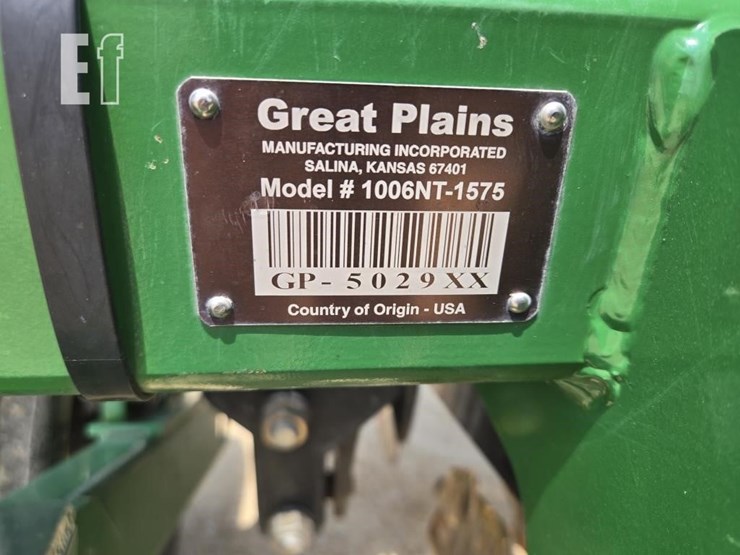 Ef
Great Plains
MANUFACTURING INCORPORATED
SALINA, KANSAS 67401
Model # 1006NT-1575
GP-5029XX
Country of Origin - USA